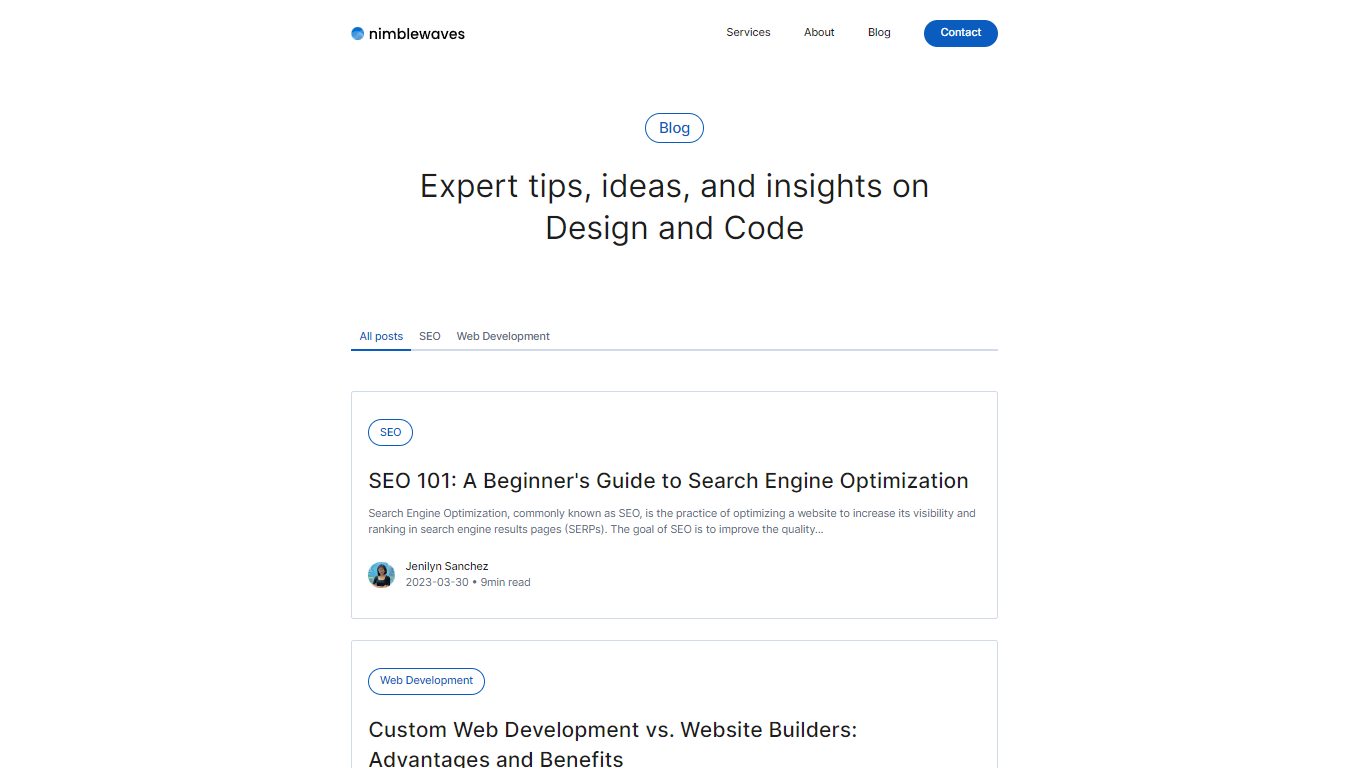 nimblewaves
Services About Blog Contact
Blog
Expert tips, ideas, and insights on
Design and Code
All posts SEO Web Development
SEO
SEO 101: A Beginner's Guide to Search Engine Optimization
Search Engine Optimization, commonly known as SEO, is the practice of optimizing a website to increase its visibility and
ranking in search engine results pages (SERPs). The goal of SEO is to improve the quality...
Jenilyn Sanchez
2023-03-30 • 9min read
Web Development
Custom Web Development vs. Website Builders:
Advantages and Benefits